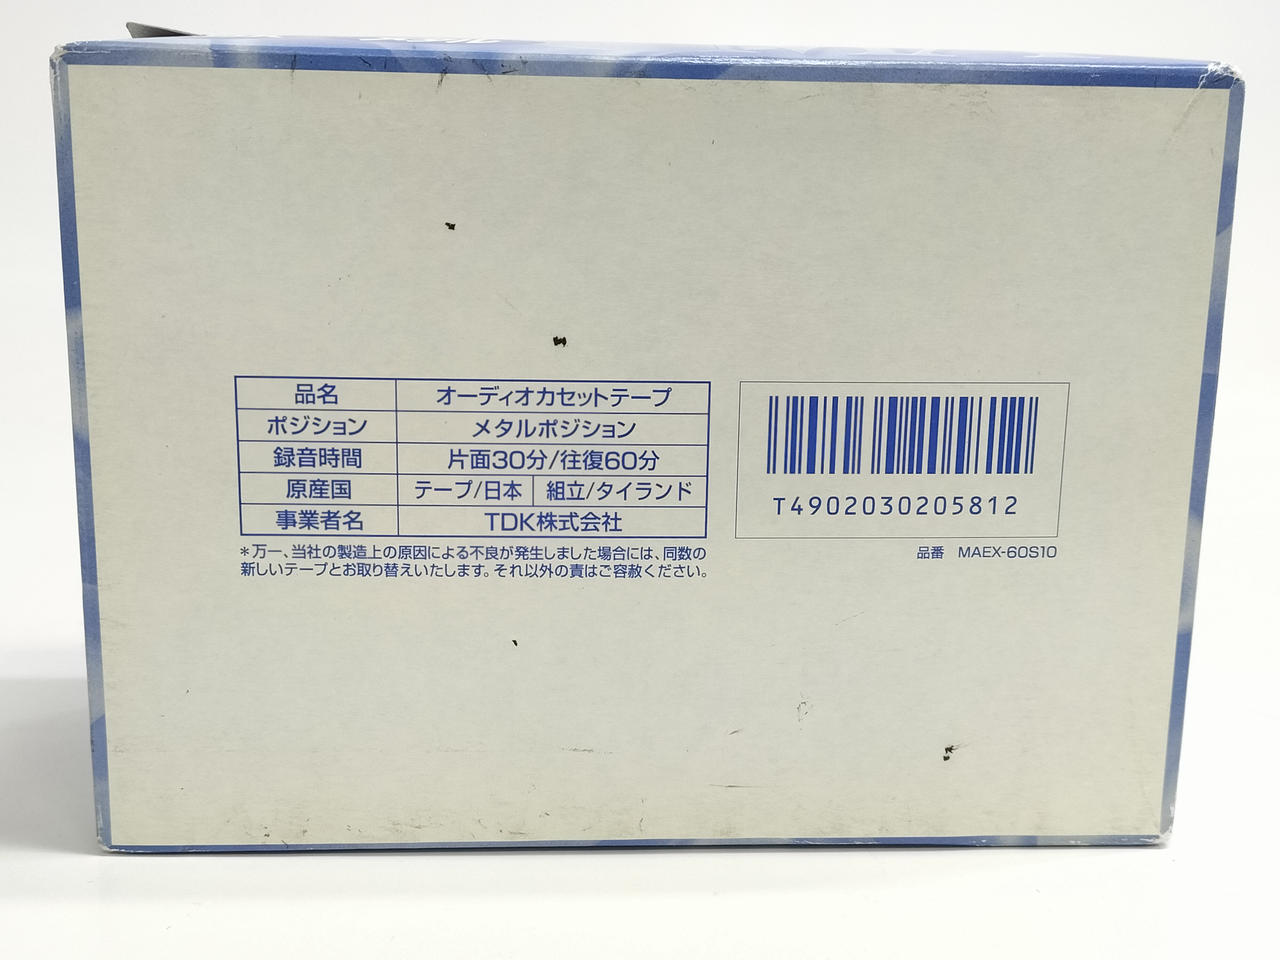 品名 オーディオカセットテープ
ポジション メタルポジション
録音時間 片面30分/往復60分
原産国 テープ/日本 組立/タイランド
事業者名 TDK株式会社
＊万一、当社の製造上の原因による不良が発生しました場合には、同数の
新しいテープとお取り替えいたします。それ以外の責はご容赦ください。
T4902030205812
品番 MAEX-60S10